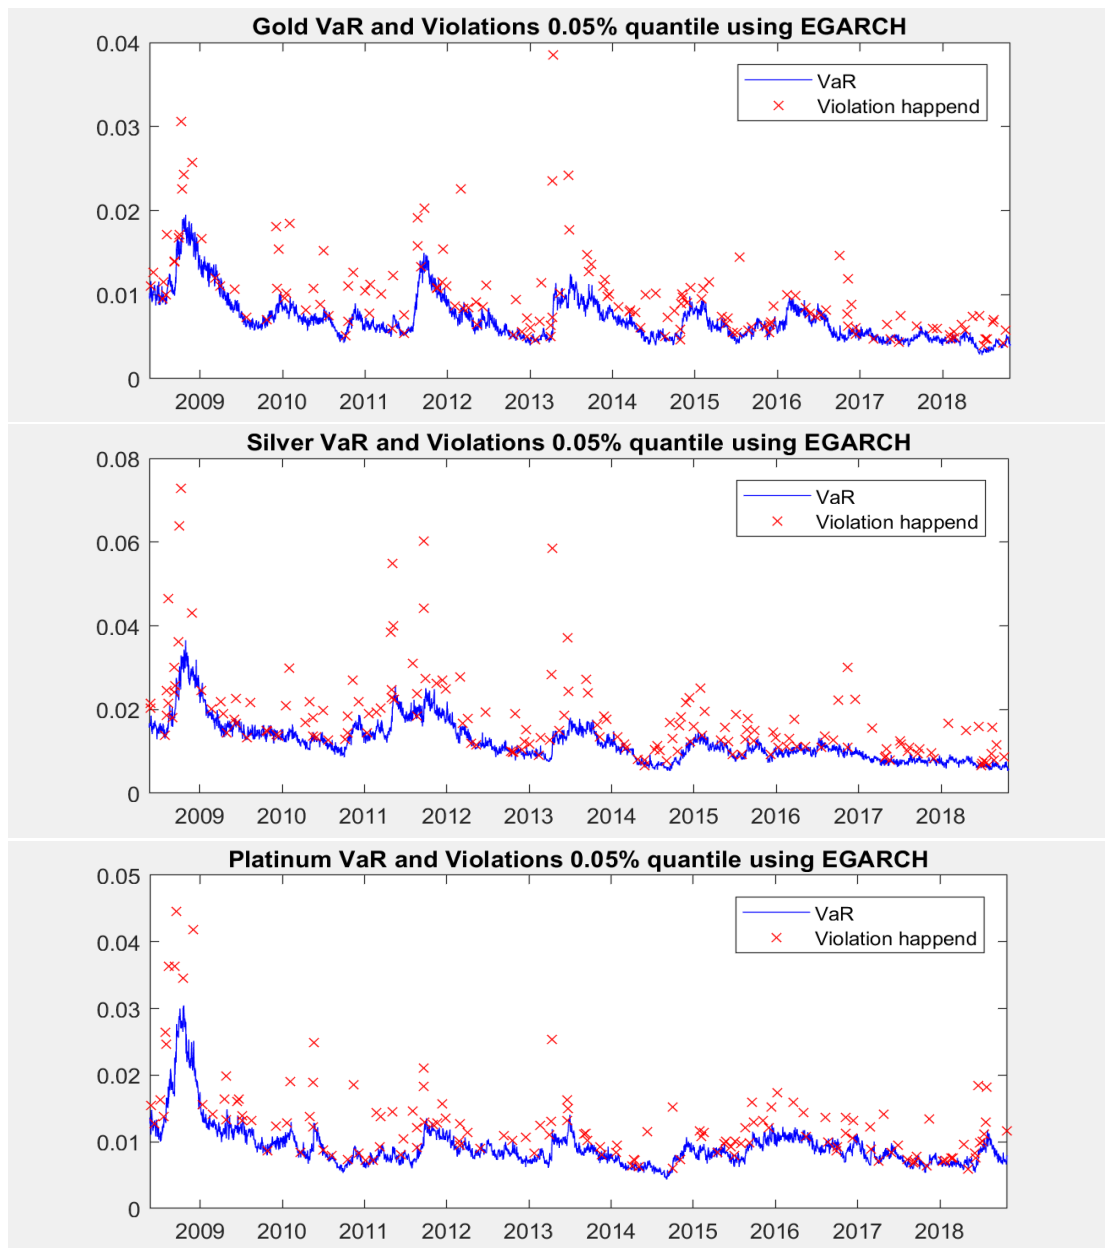 Gold VaR and Violations 0.05% quantile using EGARCH
0.04
VaR
Violation happend
0.03
0.02
0.01
0
2009 2010 2011 2012 2013 2014 2015 2016 2017 2018
Silver VaR and Violations 0.05% quantile using EGARCH
0.08
VaR
Violation happend
0.06
0.04
0.02
0
2009 2010 2011 2012 2013 2014 2015 2016 2017 2018
Platinum VaR and Violations 0.05% quantile using EGARCH
0.05
VaR
Violation happend
0.04
0.03
0.02
0.01
0
2009 2010 2011 2012 2013 2014 2015 2016 2017 2018